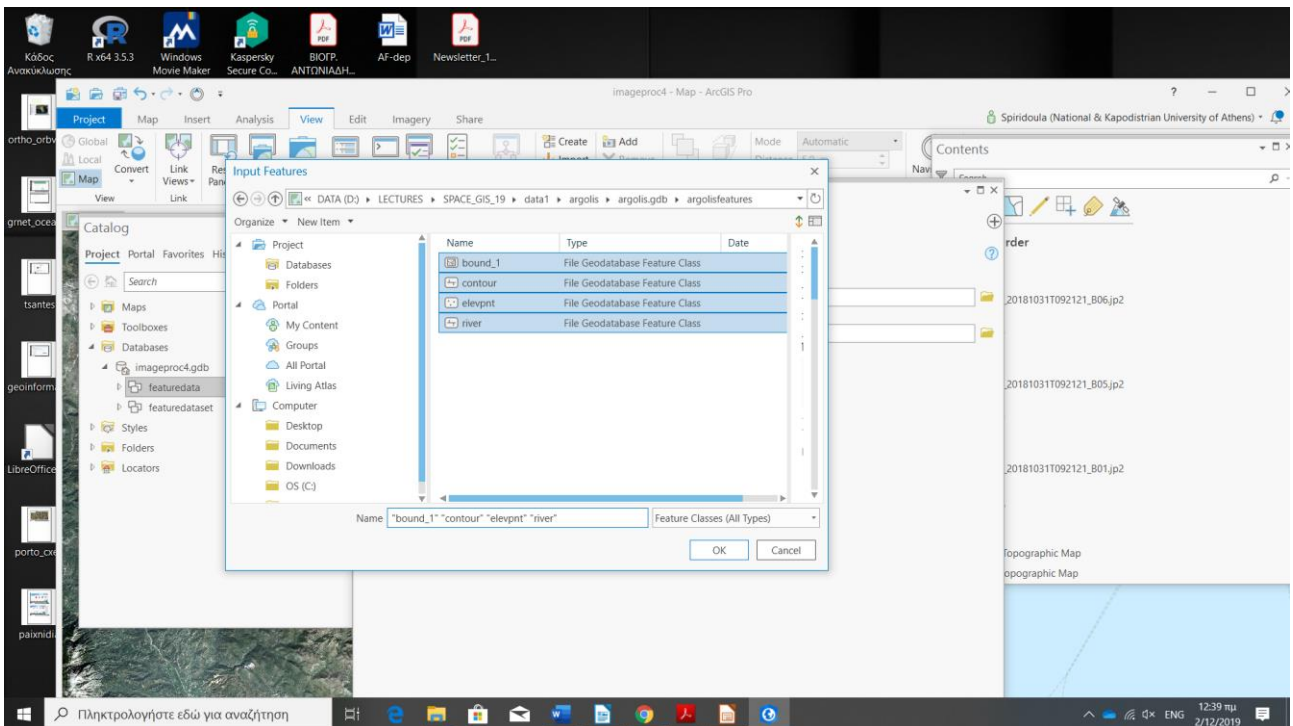 Κάδος
Ανακύκλωσης
R x64 3.5.3
Windows
Movie Maker
Kaspersky
Secure Co...
PDF
ΒΙΟΓΡ.
ΑΝΤΩΝΙΑΔΗ...
AF-dep
PDF
Newsletter_1...
imageproc4 - Map - ArcGIS Pro
?
Project Map Insert Analysis View Edit Imagery Share
Spiridoula (National & Kapodistrian University of Athens)
ortho_orbv
Global
Local
Map
Convert
View
Link
Views
Link
Create
Add
Mode Automatic
Nav
Contents
Input Features
« DATA (D:) LECTURES SPACE_GIS_19 data1 argolis argolis.gdb argolisfeatures
grnet_ocea
Catalog
Organize New Item
Project Portal Favorites His
Search
Maps
Toolboxes
Databases
imageproc4.gdb
featuredata
featuredataset
Styles
Folders
Locators
Project
Databases
Folders
Portal
My Content
Groups
All Portal
Living Atlas
Computer
Desktop
Documents
Downloads
OS (C:)
Name Type Date
bound_1 File Geodatabase Feature Class
contour File Geodatabase Feature Class
elevpnt File Geodatabase Feature Class
river File Geodatabase Feature Class
Name "bound_1" "contour" "elevpnt" "river" Feature Classes (All Types)
OK Cancel
rder
_20181031T092121_B06.jp2
_20181031T092121_B05.jp2
_20181031T092121_B01.jp2
Topographic Map
opographic Map
tsantes
geoinform
LibreOffice
porto_cxe
paixnidi
Πληκτρολογήστε εδώ για αναζήτηση
ENG
12:39 πμ
2/12/2019